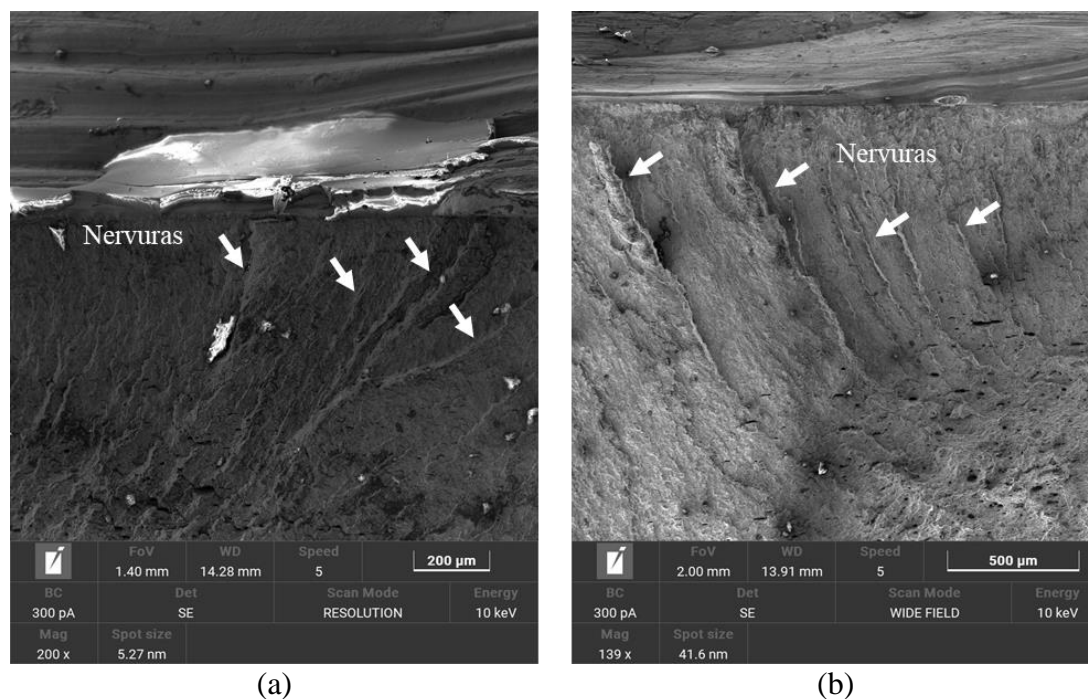 Nervuras
FoV WD Speed
1.40 mm 14.28 mm 5 200 µm
BC Det Scan Mode Energy
300 pA SE RESOLUTION 10 keV
Mag Spot size
200 x 5.27 nm
(a)
Nervuras
FoV WD Speed
2.00 mm 13.91 mm 5 500 µm
BC Det Scan Mode Energy
300 pA SE WIDE FIELD 10 keV
Mag Spot size
139 x 41.6 nm
(b)